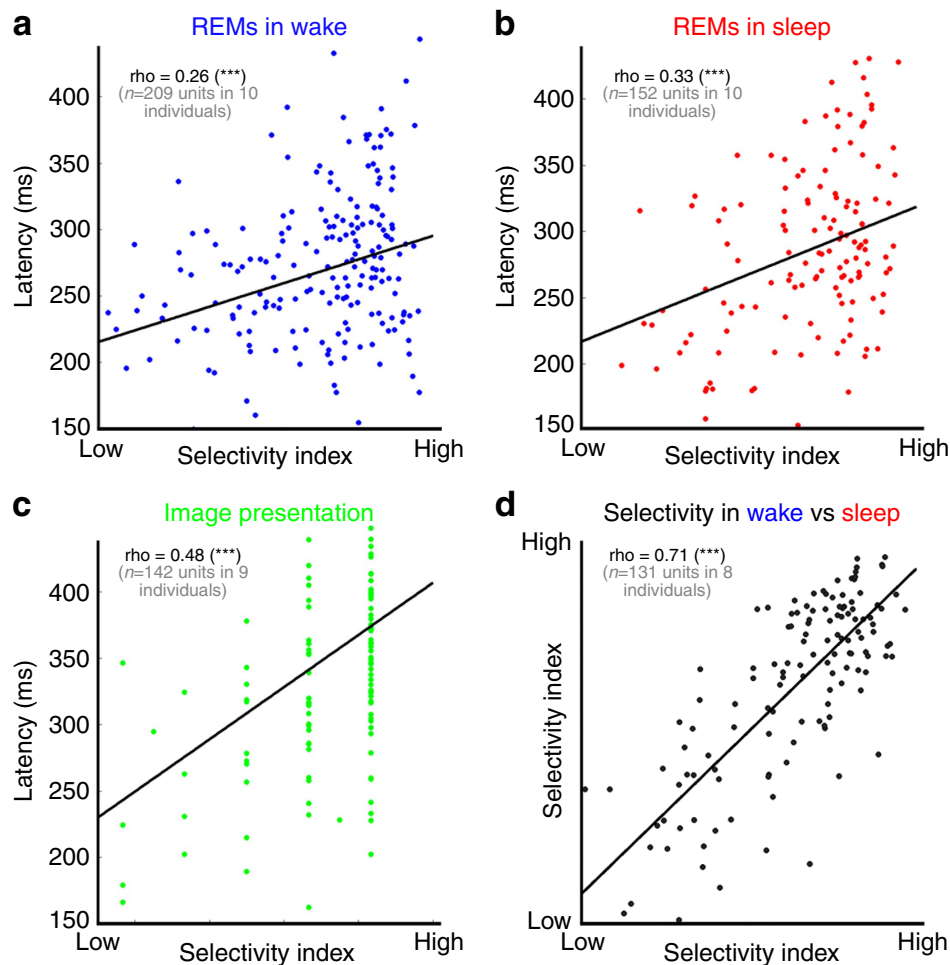 a
REMs in wake
rho = 0.26 (***)
(n=209 units in 10
individuals)
Latency (ms)
400
350
300
250
200
150
Low
Selectivity index
High
b
REMs in sleep
rho = 0.33 (***)
(n=152 units in 10
individuals)
Latency (ms)
400
350
300
250
200
150
Low
Selectivity index
High
c
Image presentation
rho = 0.48 (***)
(n=142 units in 9
individuals)
Latency (ms)
400
350
300
250
200
150
Low
Selectivity index
High
d
Selectivity in wake vs sleep
High
rho = 0.71 (***)
(n=131 units in 8
individuals)
Selectivity index
Low
Low
Selectivity index
High